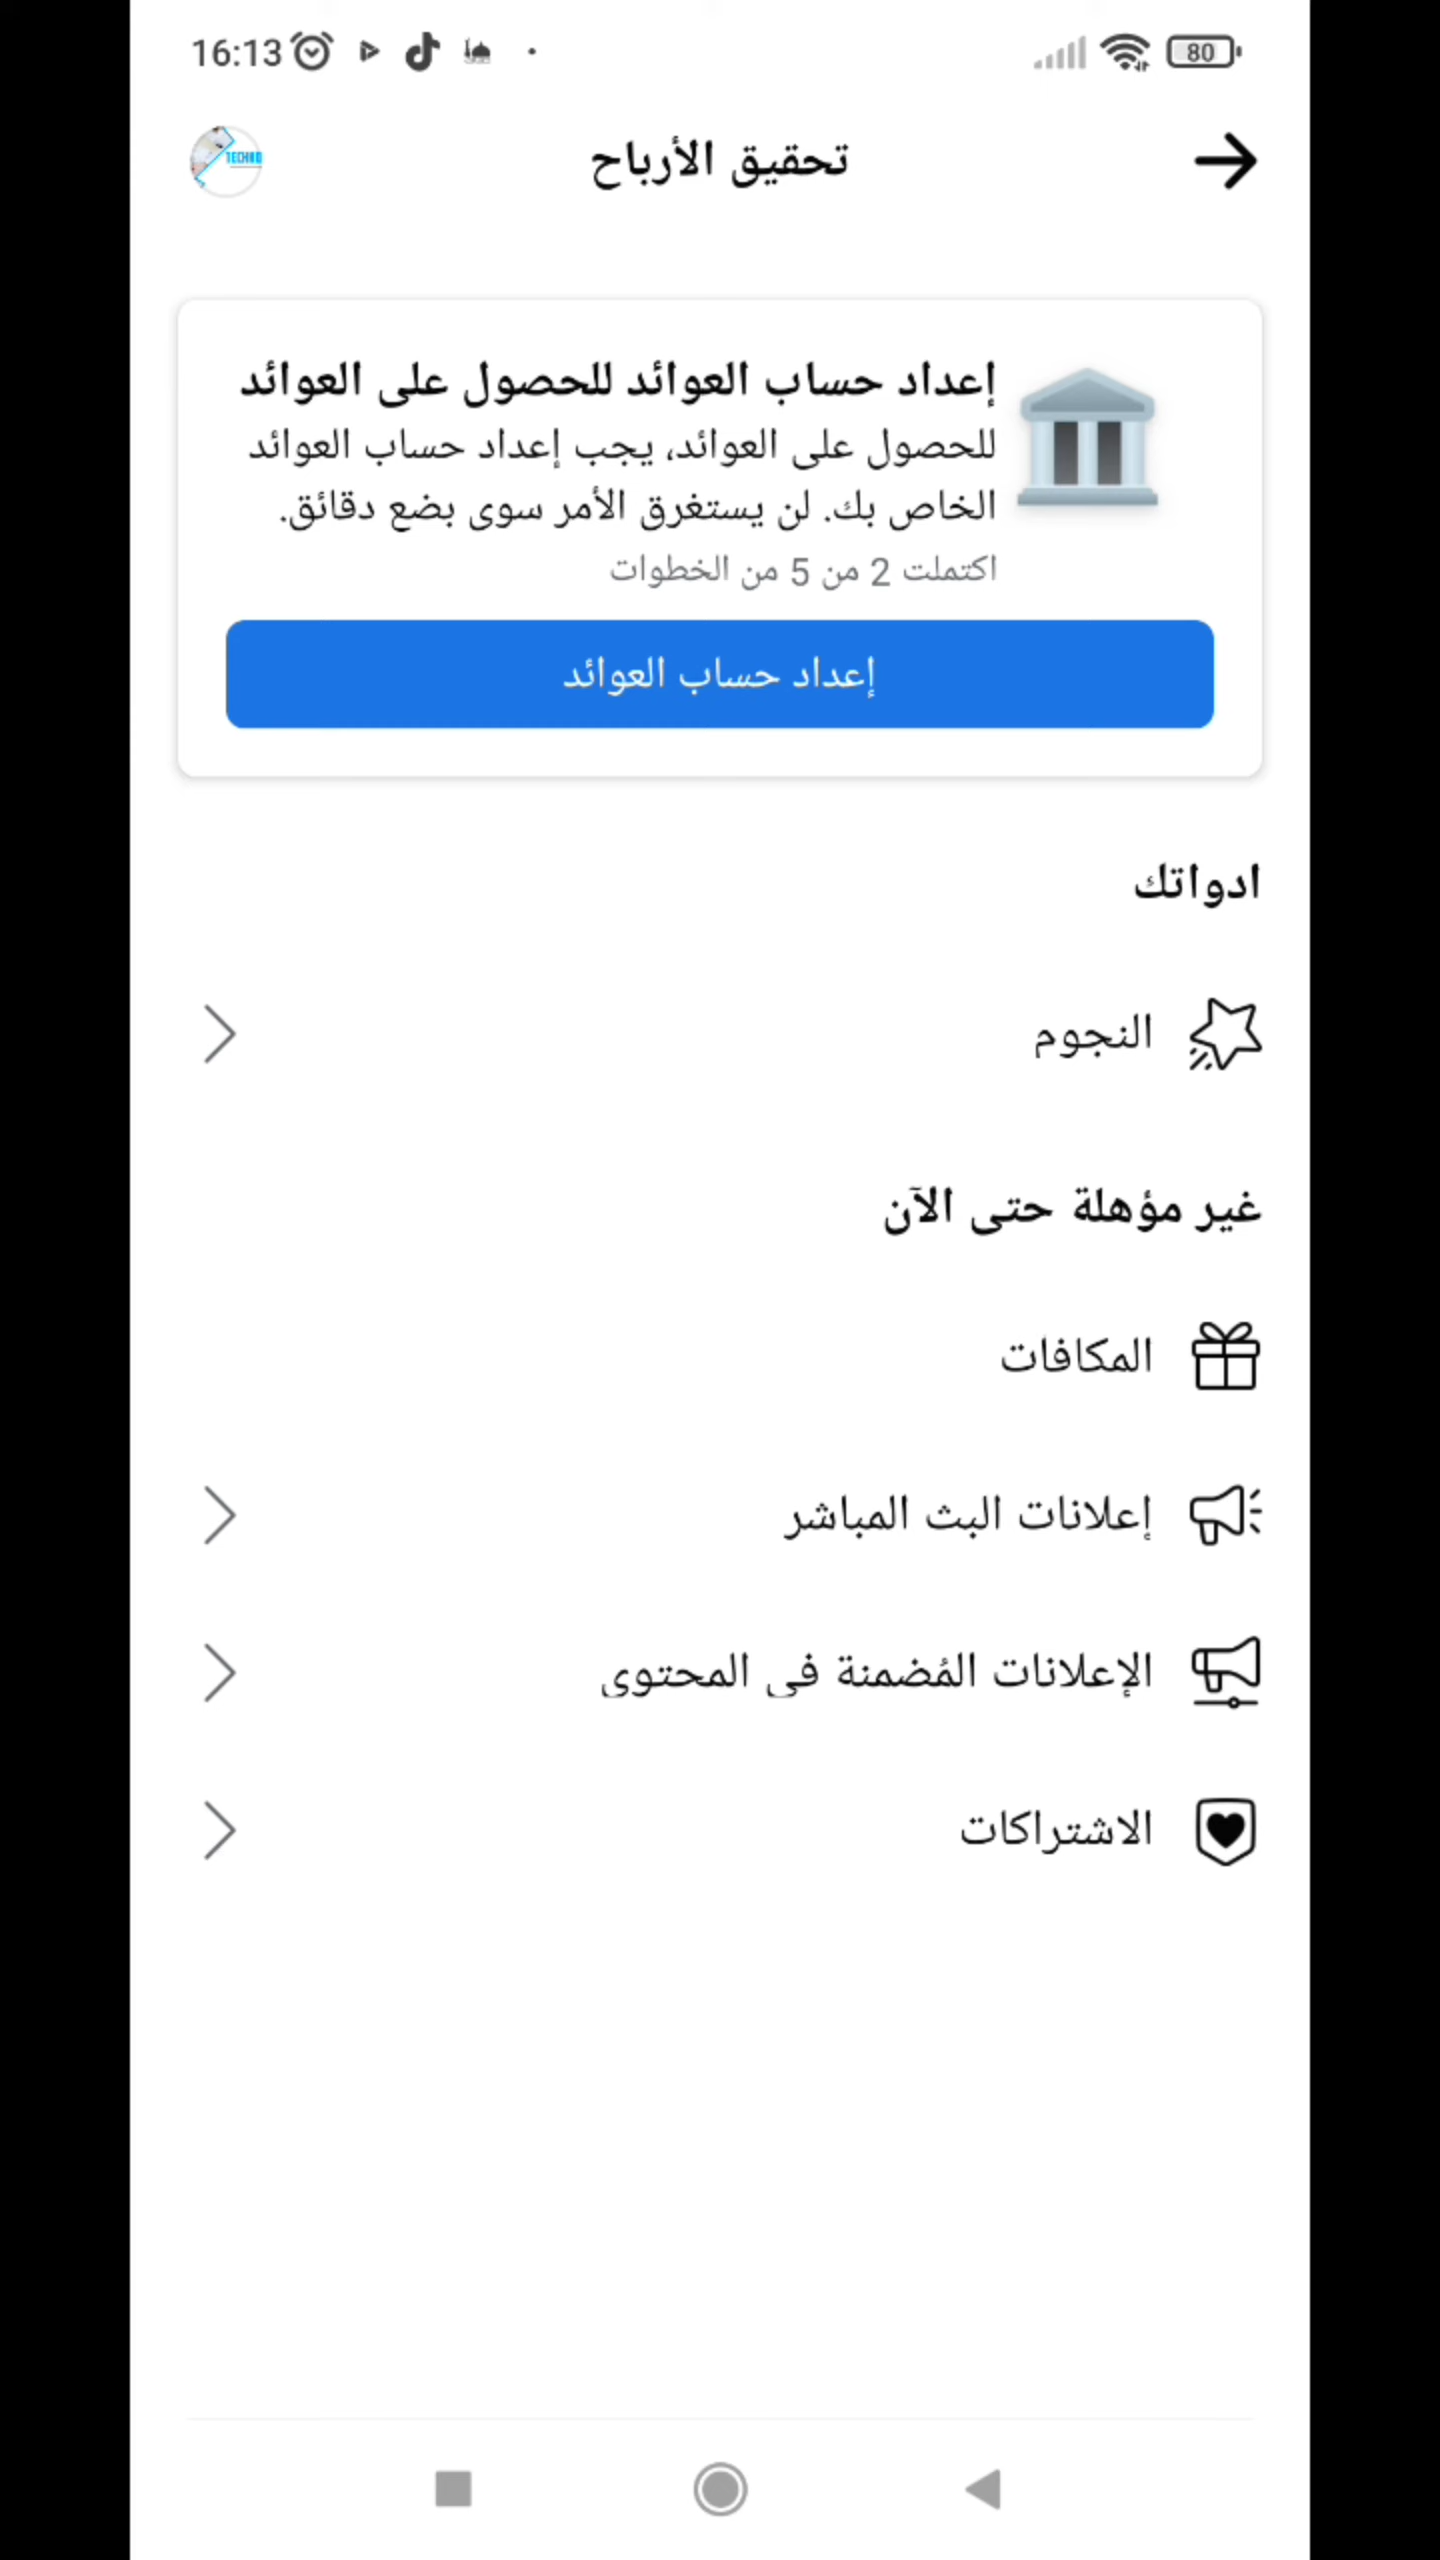 16:13
80
TECHNO
تحقيق الأرباح
إعداد حساب العوائد للحصول على العوائد
للحصول على العوائد، يجب إعداد حساب العوائد
الخاص بك. لن يستغرق الأمر سوى بضع دقائق.
اكتملت 2 من 5 من الخطوات
إعداد حساب العوائد
ادواتك
النجوم
غير مؤهلة حتى الآن
المكافات
إعلانات البث المباشر
الإعلانات المُضمنة في المحتوى
الاشتراكات